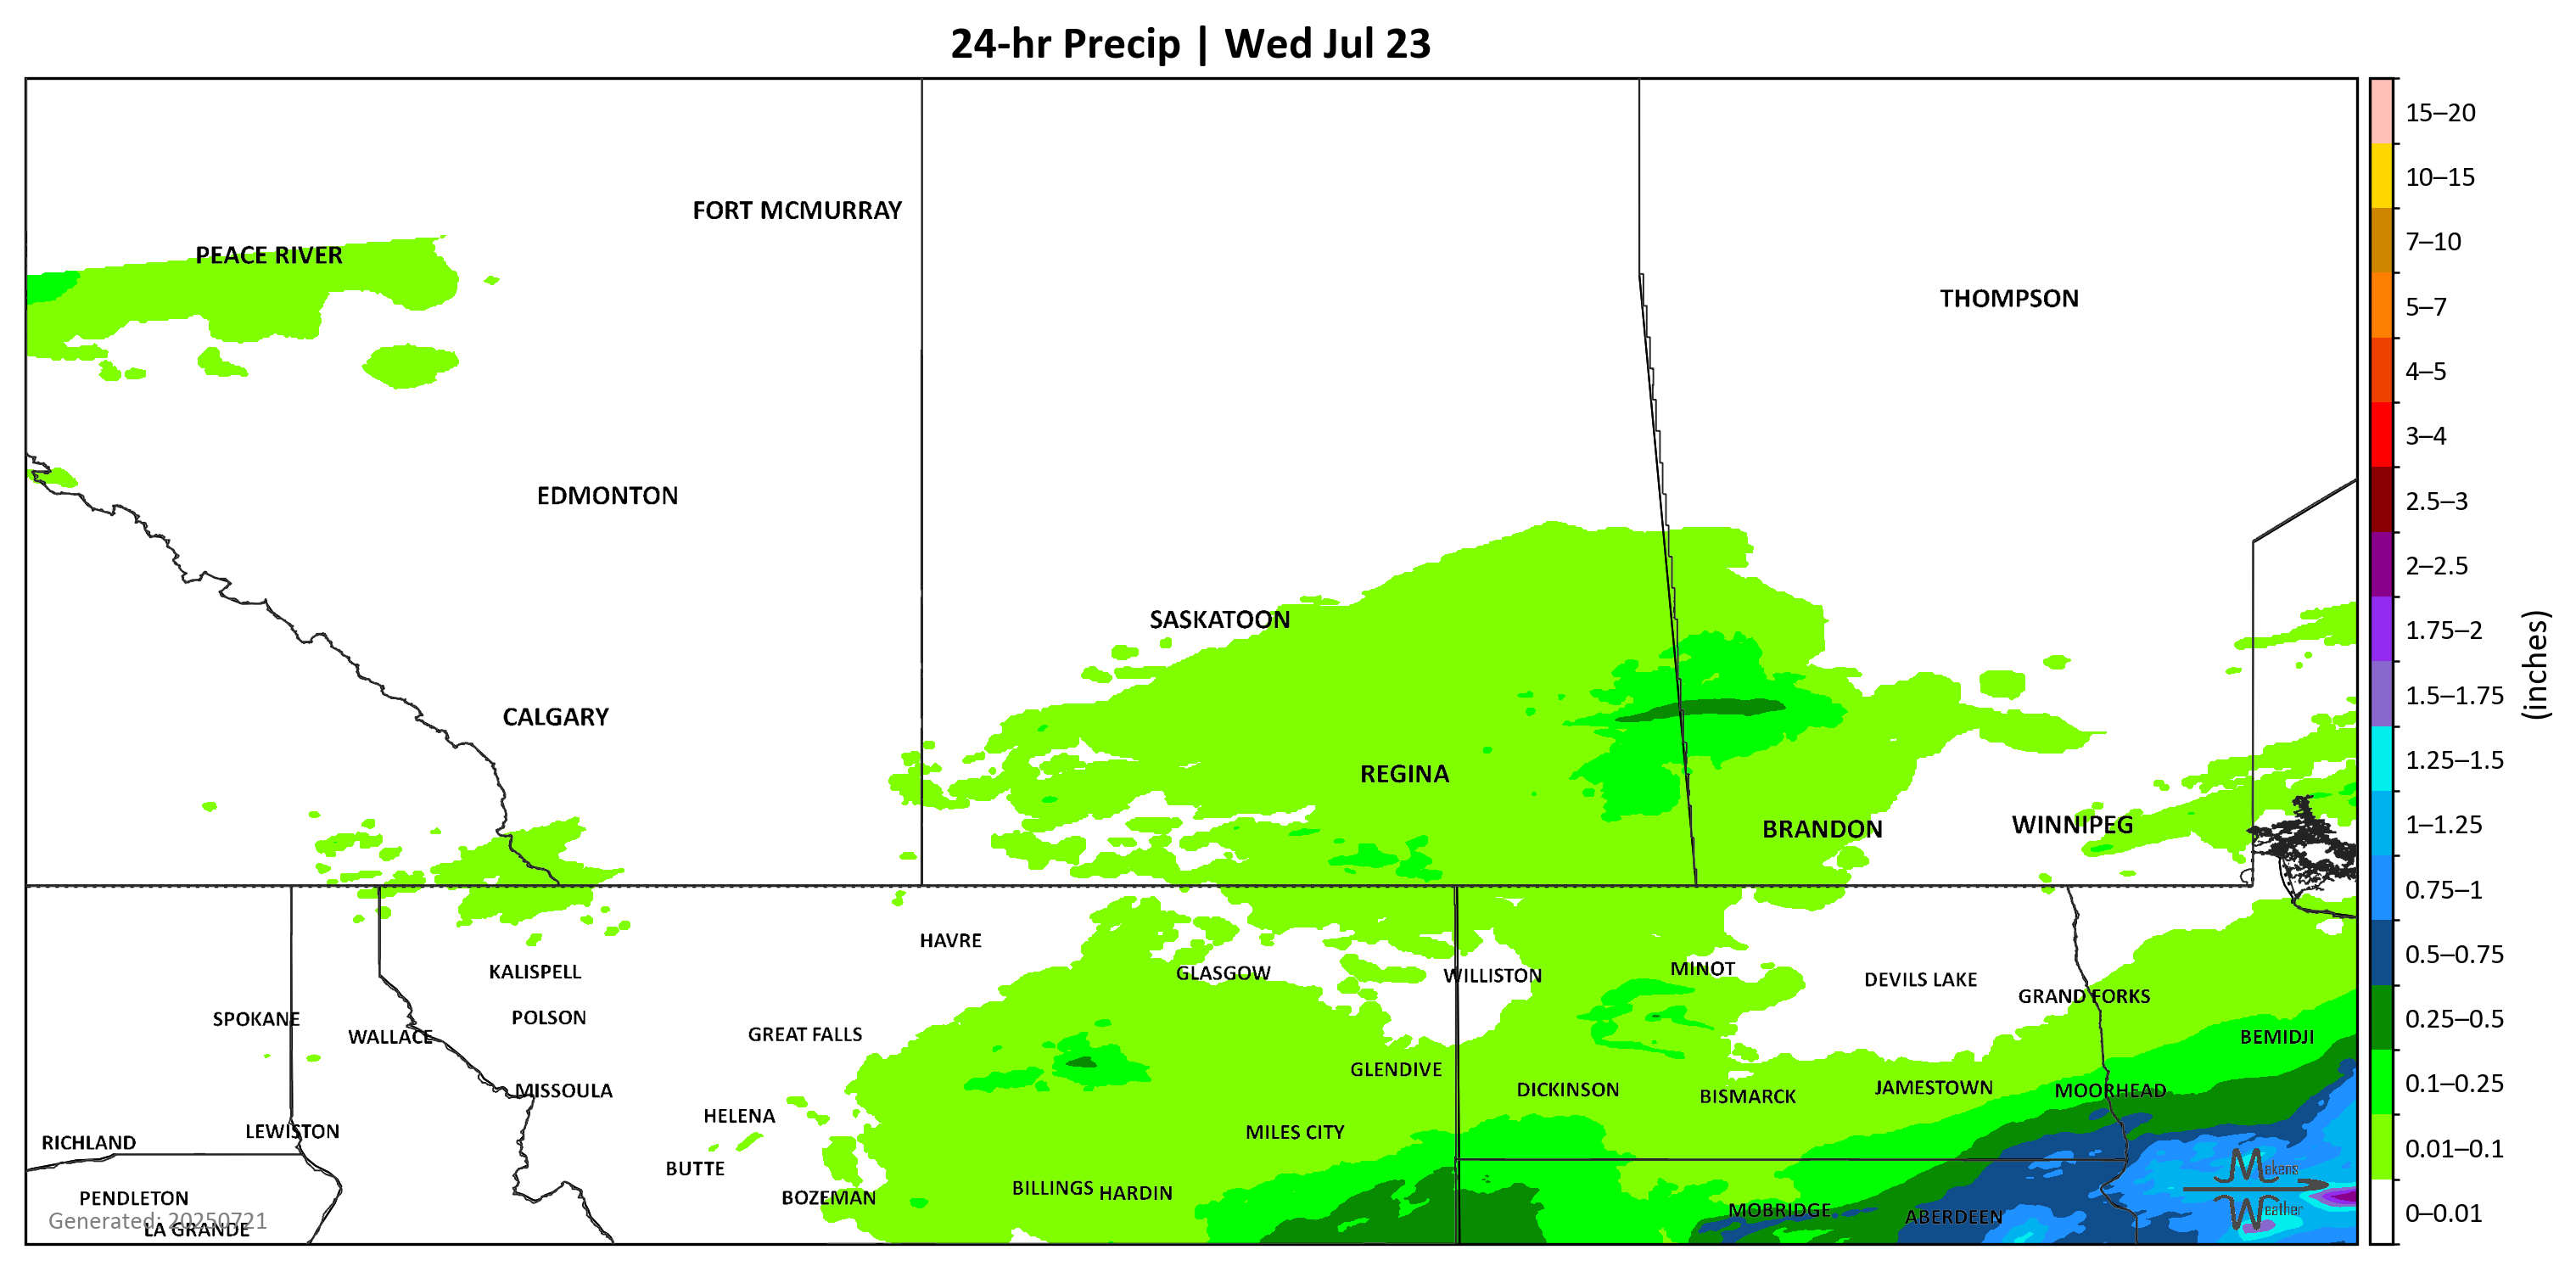 24-hr Precip | Wed Jul 23
FORT MCMURRAY
PEACE RIVER
THOMPSON
EDMONTON
SASKATOON
CALGARY
REGINA
BRANDON
WINNIPEG
HAVRE
KALISPELL
GLASGOW
WILLISTON
MINOT
DEVILS LAKE
GRAND FORKS
SPOKANE
POLSON
WALLACE
GREAT FALLS
BEMIDJI
GLENDIVE
MISSOULA
DICKINSON
BISMARCK
JAMESTOWN
MOORHEAD
HELENA
LEWISTON
MILES CITY
RICHLAND
BUTTE
BILLINGS
HARDIN
BOZEMAN
PENDLETON
MOBRIDGE
ABERDEEN
Generated: 20250721
LA GRANDE
Makens
Weather
15–20
10–15
7–10
5–7
4–5
3–4
2.5–3
2–2.5
1.75–2
1.5–1.75
1.25–1.5
1–1.25
0.75–1
0.5–0.75
0.25–0.5
0.1–0.25
0.01–0.1
0–0.01
(inches)